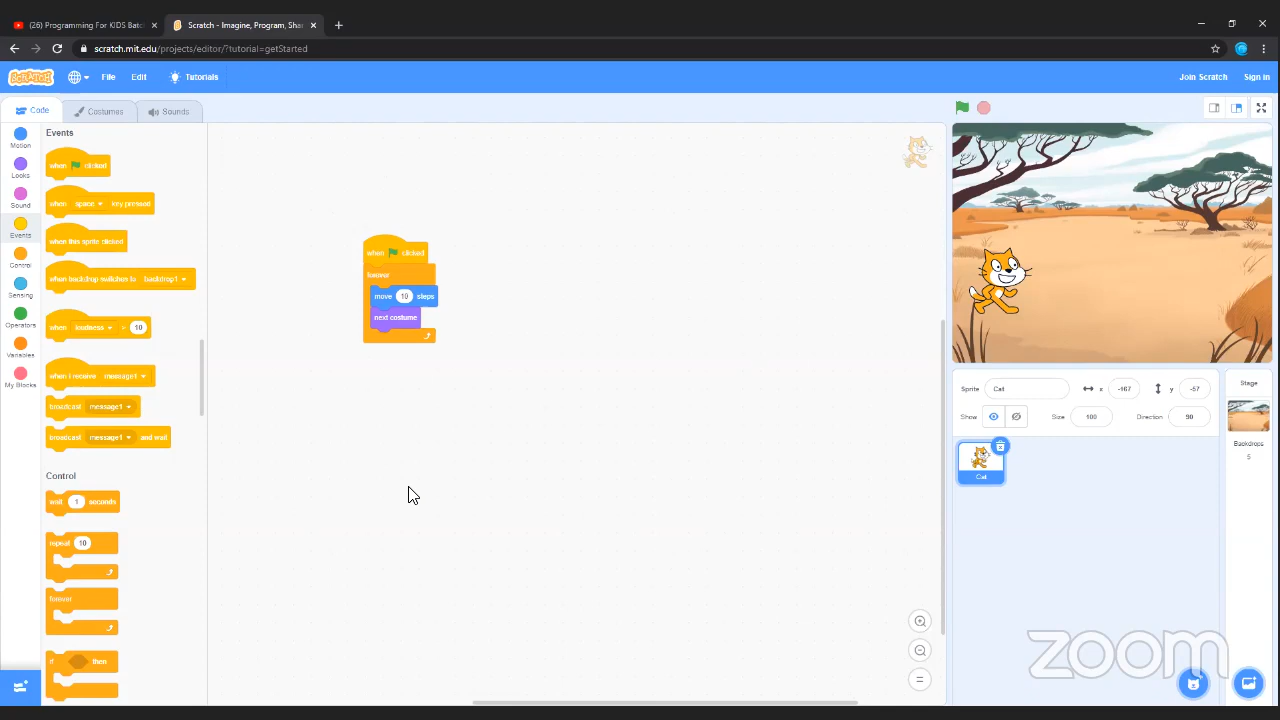 (26) Programming For KIDS Batc
Scratch - Imagine, Program, Sha
scratch.mit.edu/projects/editor/?tutorial=getStarted
SCRATCH
File
Edit
Tutorials
Join Scratch
Sign in
Code
Costumes
Sounds
Motion
Looks
Sound
Events
Control
Sensing
Operators
Variables
My Blocks
Events
when clicked
when space key pressed
when this sprite clicked
when backdrop switches to backdrop1
when loudness > 10
when I receive message1
broadcast message1
broadcast message1 and wait
Control
wait 1 seconds
repeat 10
forever
if then
when clicked
forever
move 10 steps
next costume
Sprite Cat x -167 y -57
Show Size 100 Direction 90
Cat
Stage
Backdrops
5
zoom